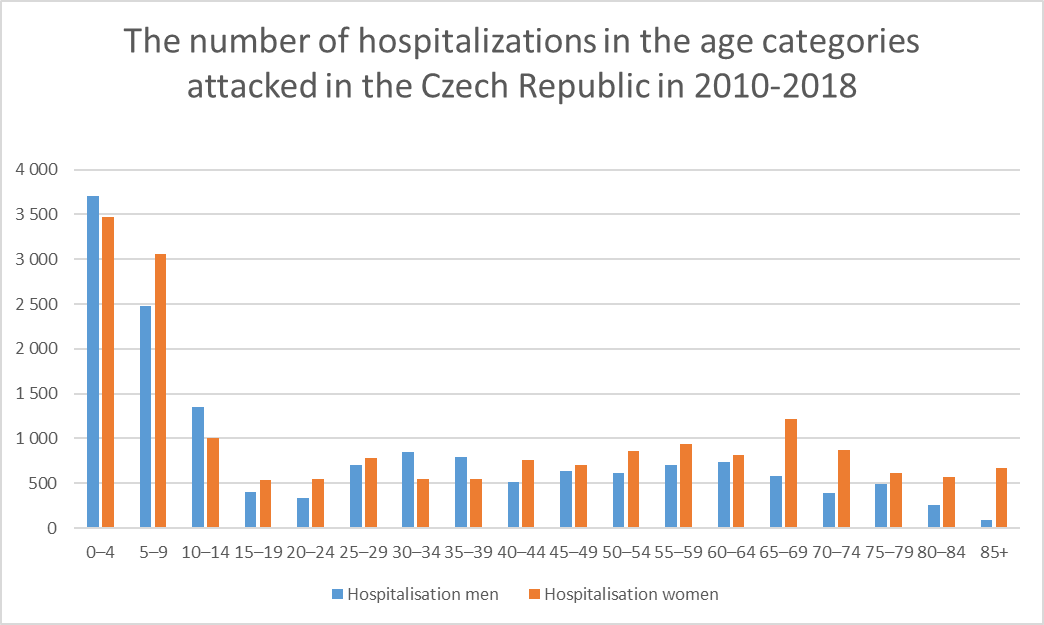 The number of hospitalizations in the age categories
attacked in the Czech Republic in 2010-2018
4 000
3 500
3 000
2 500
2 000
1 500
1 000
500
0
0–4 5–9 10–14 15–19 20–24 25–29 30–34 35–39 40–44 45–49 50–54 55–59 60–64 65–69 70–74 75–79 80–84 85+
Hospitalisation men Hospitalisation women